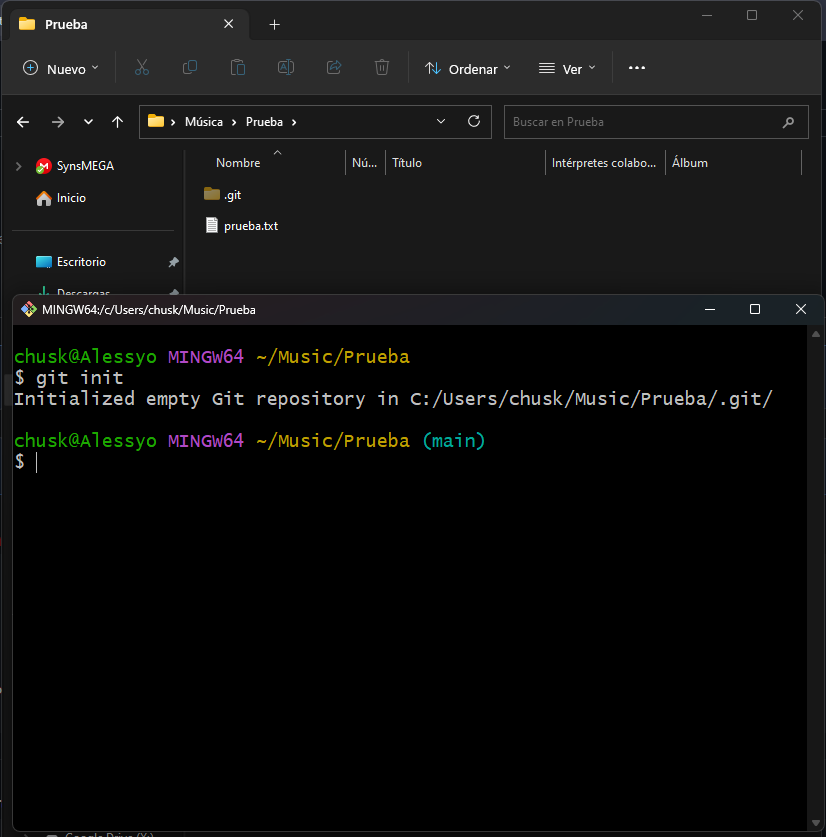 Prueba
Nuevo
Ordenar
Ver
Música
Prueba
Buscar en Prueba
SynsMEGA
Inicio
Escritorio
Descargas
Nombre
Nú...
Título
Intérpretes colabo...
Álbum
.git
prueba.txt
MINGW64:/c/Users/chusk/Music/Prueba
chusk@Alessyo MINGW64 ~/Music/Prueba
$ git init
Initialized empty Git repository in C:/Users/chusk/Music/Prueba/.git/
chusk@Alessyo MINGW64 ~/Music/Prueba (main)
$
Google Drive (X:)